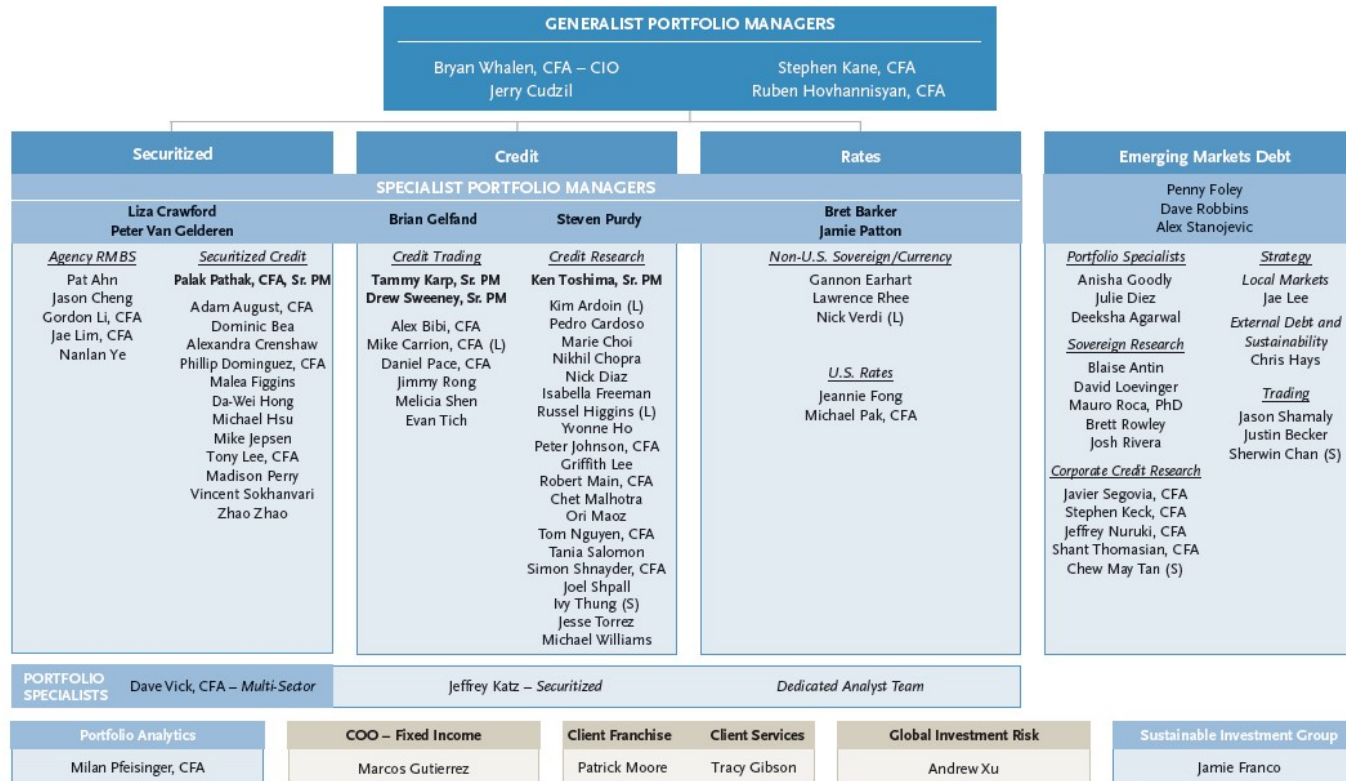 GENERALIST PORTFOLIO MANAGERS
Bryan Whalen, CFA – CIO
Jerry Cudzil
Stephen Kane, CFA
Ruben Hovhannisyan, CFA
Securitized
Credit
Rates
SPECIALIST PORTFOLIO MANAGERS
Liza Crawford
Peter Van Gelderen
Brian Gelfand
Steven Purdy
Bret Barker
Jamie Patton
Agency RMBS
Pat Ahn
Jason Cheng
Gordon Li, CFA
Jae Lim, CFA
Nanlan Ye
Securitized Credit
Palak Pathak, CFA, Sr. PM
Adam August, CFA
Dominic Bea
Alexandra Crenshaw
Phillip Dominguez, CFA
Malea Figgins
Da-Wei Hong
Michael Hsu
Mike Jepsen
Tony Lee, CFA
Madison Perry
Vincent Sokhanvari
Zhao Zhao
Credit Trading
Tammy Karp, Sr. PM
Drew Sweeney, Sr. PM
Alex Bibi, CFA
Mike Carrion, CFA (L)
Daniel Pace, CFA
Jimmy Rong
Melicia Shen
Evan Tich
Credit Research
Ken Toshima, Sr. PM
Kim Ardoin (L)
Pedro Cardoso
Marie Choi
Nikhil Chopra
Nick Diaz
Isabella Freeman
Russel Higgins (L)
Yvonne Ho
Peter Johnson, CFA
Griffith Lee
Robert Main, CFA
Chet Malhotra
Ori Maoz
Tom Nguyen, CFA
Tania Salomon
Simon Shnayder, CFA
Joel Shpall
Ivy Thung (S)
Jesse Torrez
Michael Williams
Non-U.S. Sovereign/Currency
Gannon Earhart
Lawrence Rhee
Nick Verdi (L)
U.S. Rates
Jeannie Fong
Michael Pak, CFA
Emerging Markets Debt
Penny Foley
Dave Robbins
Alex Stanojevic
Portfolio Specialists
Anisha Goodly
Julie Diez
Deeksha Agarwal
Sovereign Research
Blaise Antin
David Loevinger
Mauro Roca, PhD
Brett Rowley
Josh Rivera
Corporate Credit Research
Javier Segovia, CFA
Stephen Keck, CFA
Jeffrey Nuruki, CFA
Shant Thomasian, CFA
Chew May Tan (S)
Strategy
Local Markets
Jae Lee
External Debt and
Sustainability
Chris Hays
Trading
Jason Shamaly
Justin Becker
Sherwin Chan (S)
PORTFOLIO
SPECIALISTS
Dave Vick, CFA – Multi-Sector
Jeffrey Katz – Securitized
Dedicated Analyst Team
Portfolio Analytics
Milan Pfeisinger, CFA
COO – Fixed Income
Marcos Gutierrez
Client Franchise
Patrick Moore
Client Services
Tracy Gibson
Global Investment Risk
Andrew Xu
Sustainable Investment Group
Jamie Franco